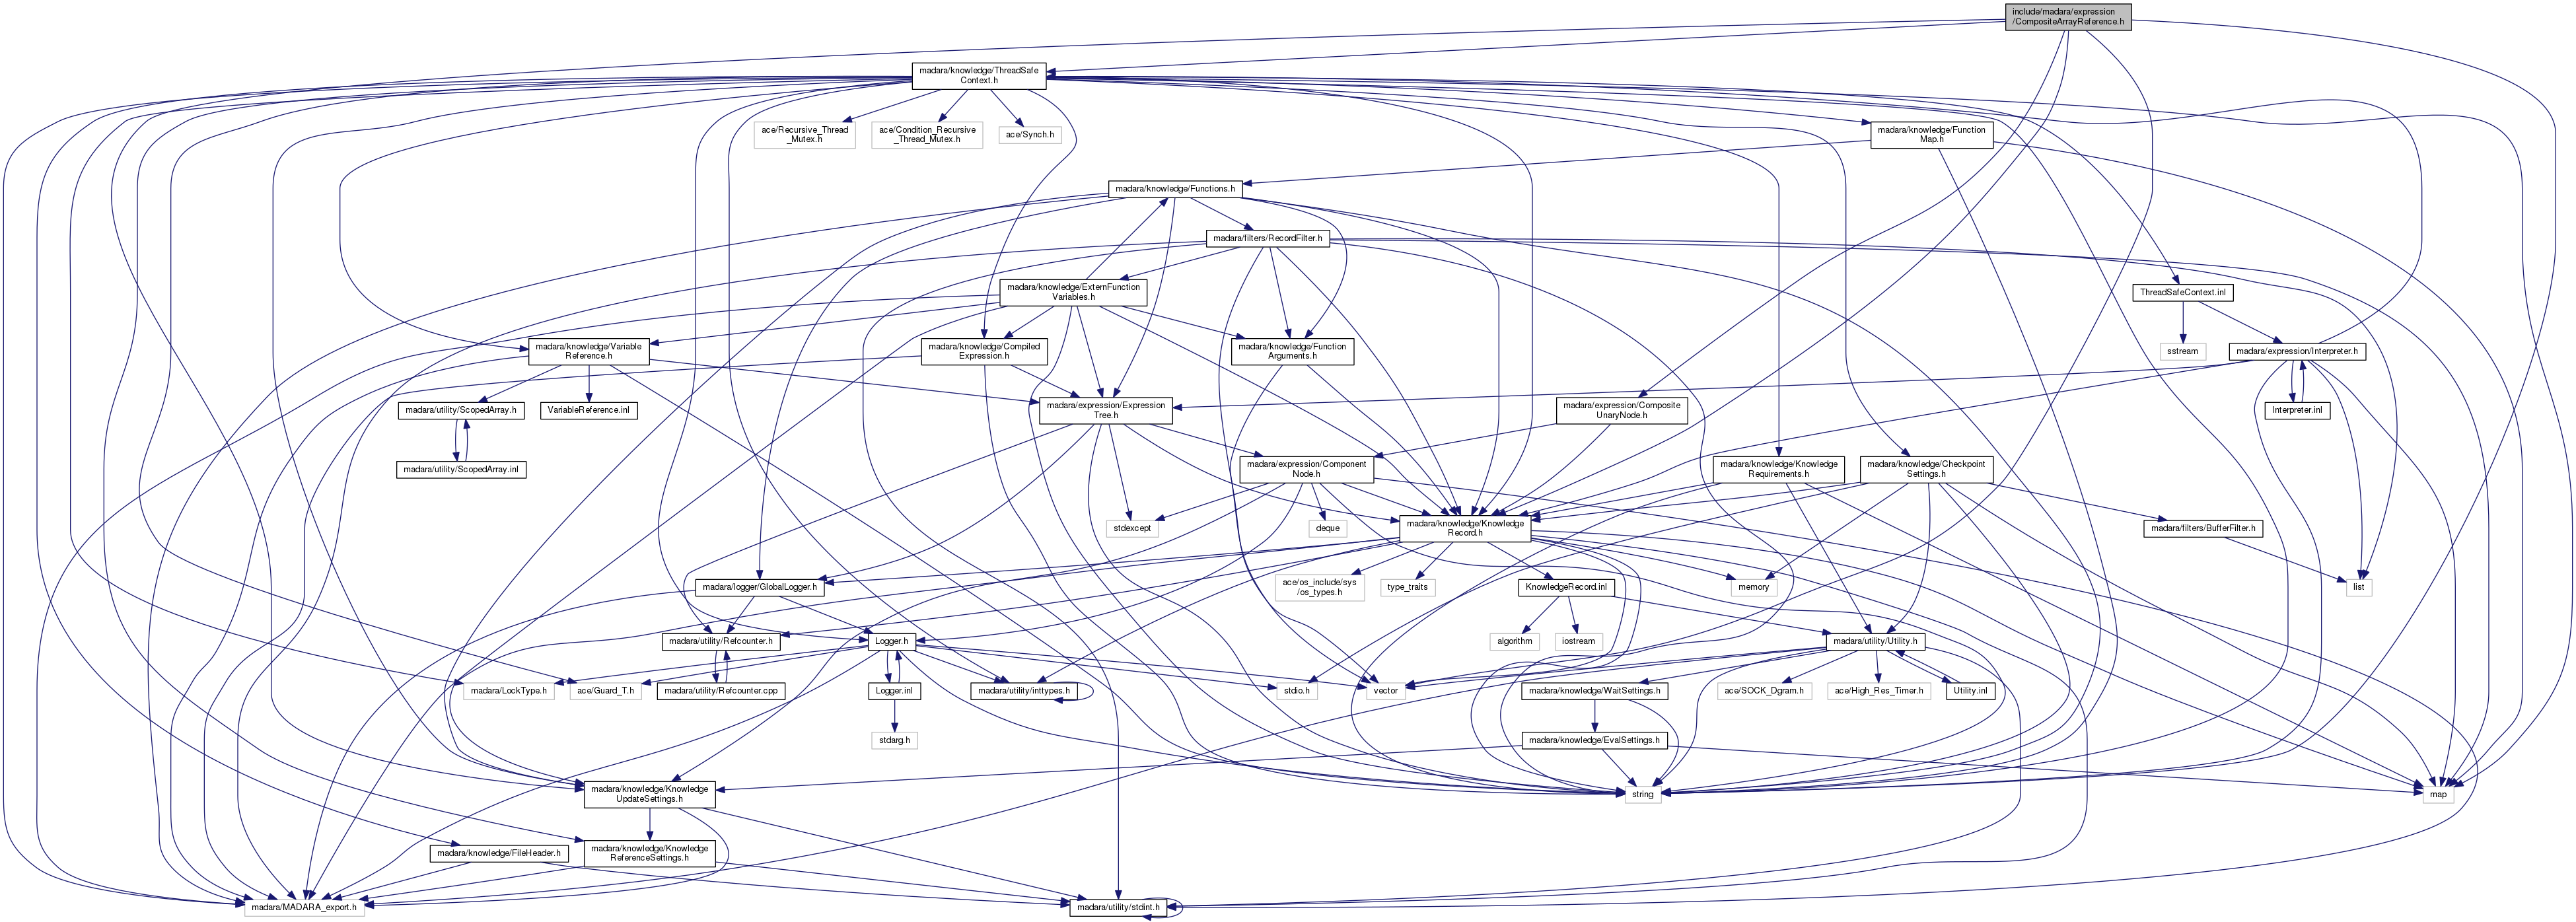 include/madara/expression
/CompositeArrayReference.h
madara/knowledge/ThreadSafe
Context.h
ace/Recursive_Thread
_Mutex.h
ace/Condition_Recursive
_Thread_Mutex.h
ace/Synch.h
madara/knowledge/Function
Map.h
madara/knowledge/Functions.h
madara/filters/RecordFilter.h
madara/knowledge/ExternFunction
Variables.h
ThreadSafeContext.inl
madara/knowledge/Variable
Reference.h
madara/knowledge/Compiled
Expression.h
madara/knowledge/Function
Arguments.h
sstream
madara/expression/Interpreter.h
madara/utility/ScopedArray.h
VariableReference.inl
madara/expression/Expression
Tree.h
madara/expression/Composite
UnaryNode.h
Interpreter.inl
madara/utility/ScopedArray.inl
madara/expression/Component
Node.h
madara/knowledge/Knowledge
Requirements.h
madara/knowledge/Checkpoint
Settings.h
stdexcept
deque
madara/knowledge/Knowledge
Record.h
madara/filters/BufferFilter.h
madara/logger/GlobalLogger.h
ace/os_include/sys
/os_types.h
type_traits
KnowledgeRecord.inl
memory
list
madara/utility/Refcounter.h
Logger.h
algorithm
iostream
madara/utility/Utility.h
madara/LockType.h
ace/Guard_T.h
madara/utility/Refcounter.cpp
Logger.inl
madara/utility/inttypes.h
stdio.h
vector
madara/knowledge/WaitSettings.h
ace/SOCK_Dgram.h
ace/High_Res_Timer.h
Utility.inl
stdarg.h
madara/knowledge/EvalSettings.h
madara/knowledge/Knowledge
UpdateSettings.h
string
map
madara/knowledge/FileHeader.h
madara/knowledge/Knowledge
ReferenceSettings.h
madara/MADARA_export.h
madara/utility/stdint.h